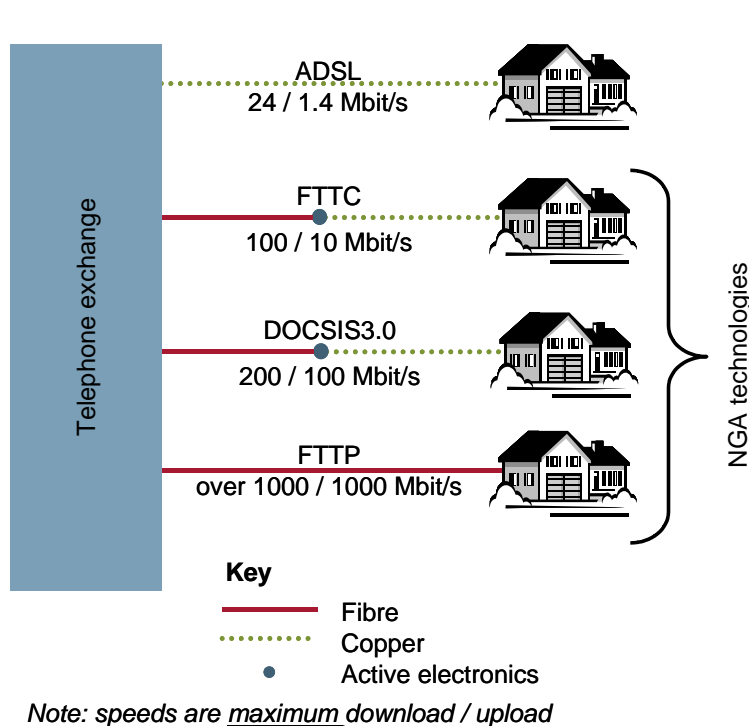 Telephone exchange
ADSL
24 / 1.4 Mbit/s
FTTC
100 / 10 Mbit/s
DOCSIS3.0
200 / 100 Mbit/s
FTTP
over 1000 / 1000 Mbit/s
NGA technologies
Key
Fibre
Copper
Active electronics
Note: speeds are maximum download / upload